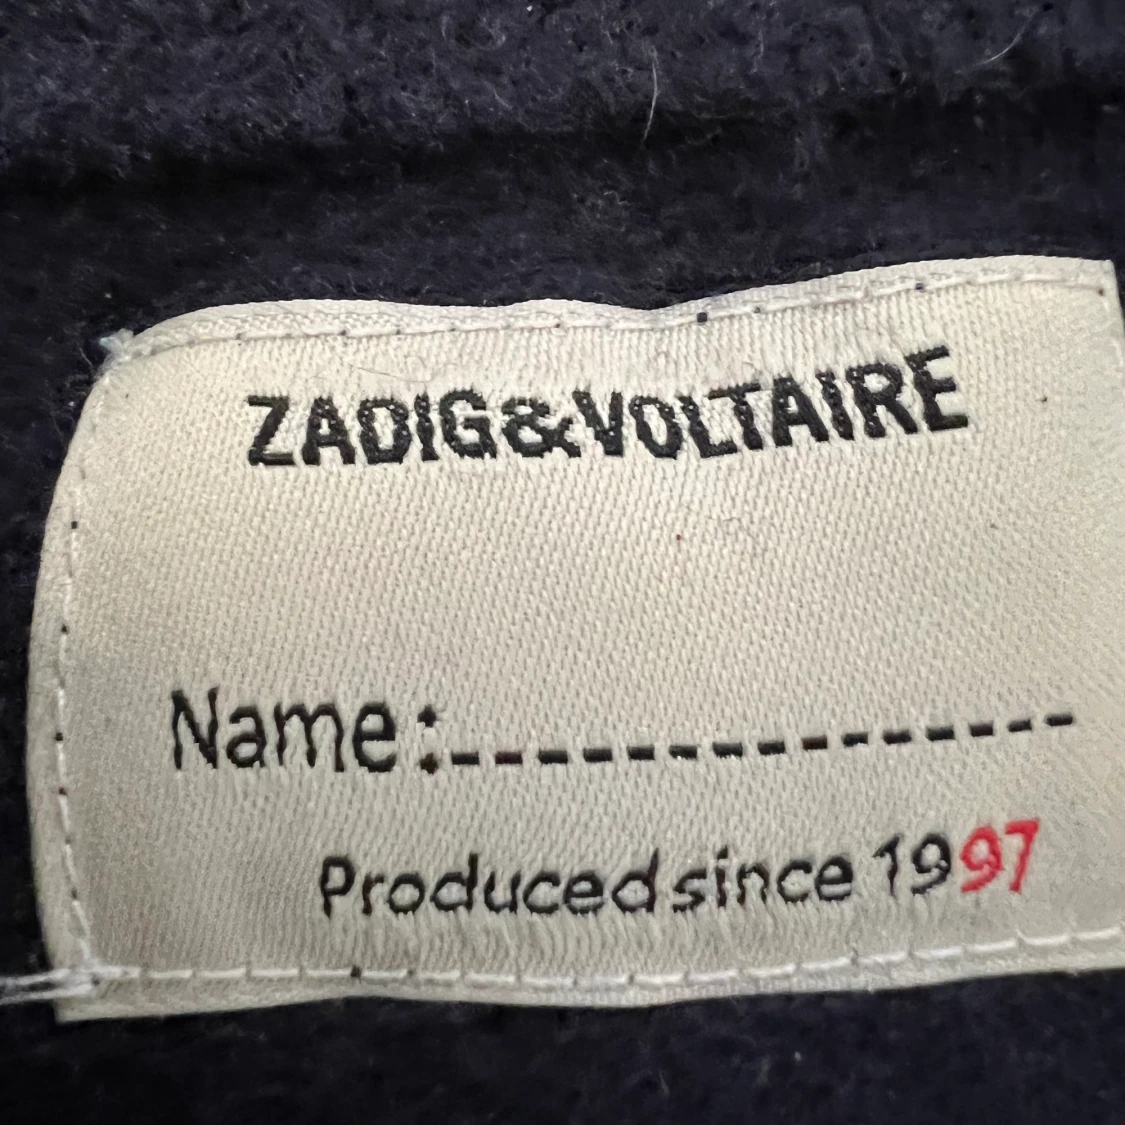 ZADIG&VOLTAIRE
Name:---------------
Produced since 1997